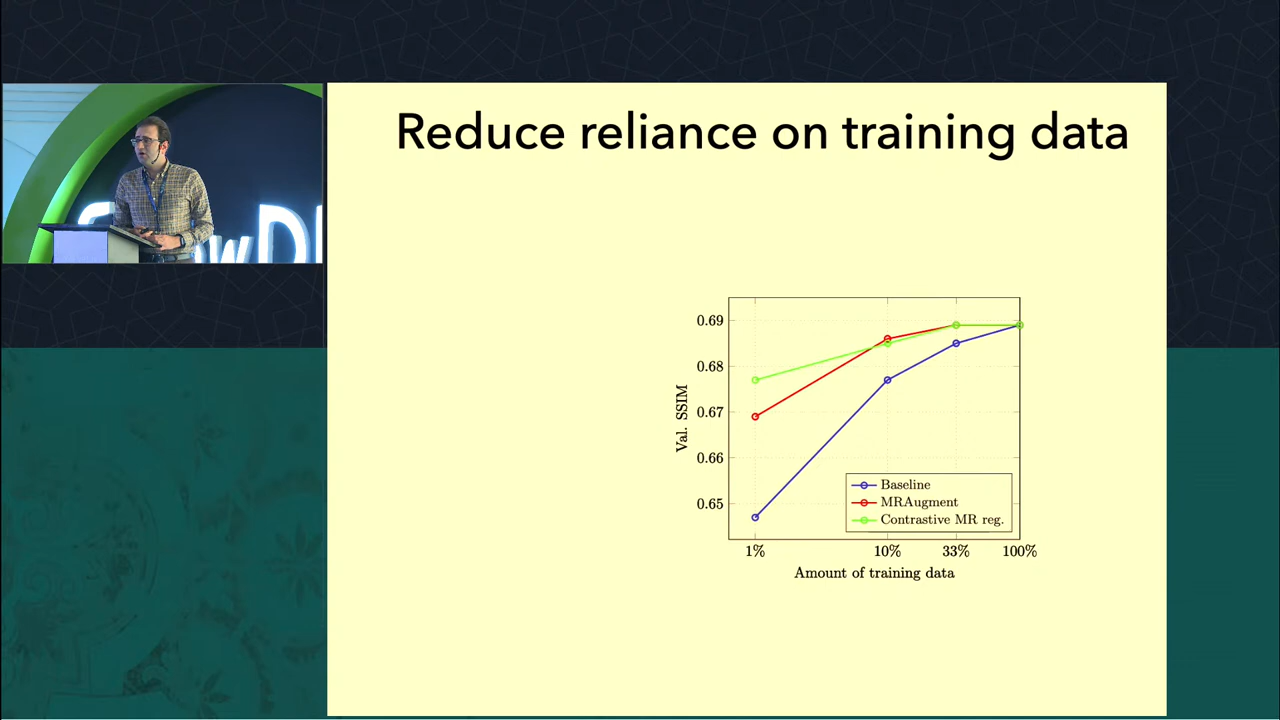 Reduce reliance on training data
0.69
0.68
0.67
0.66
0.65
Val. SSIM
Baseline
MRAugment
Contrastive MR reg.
1% 10% 33% 100%
Amount of training data